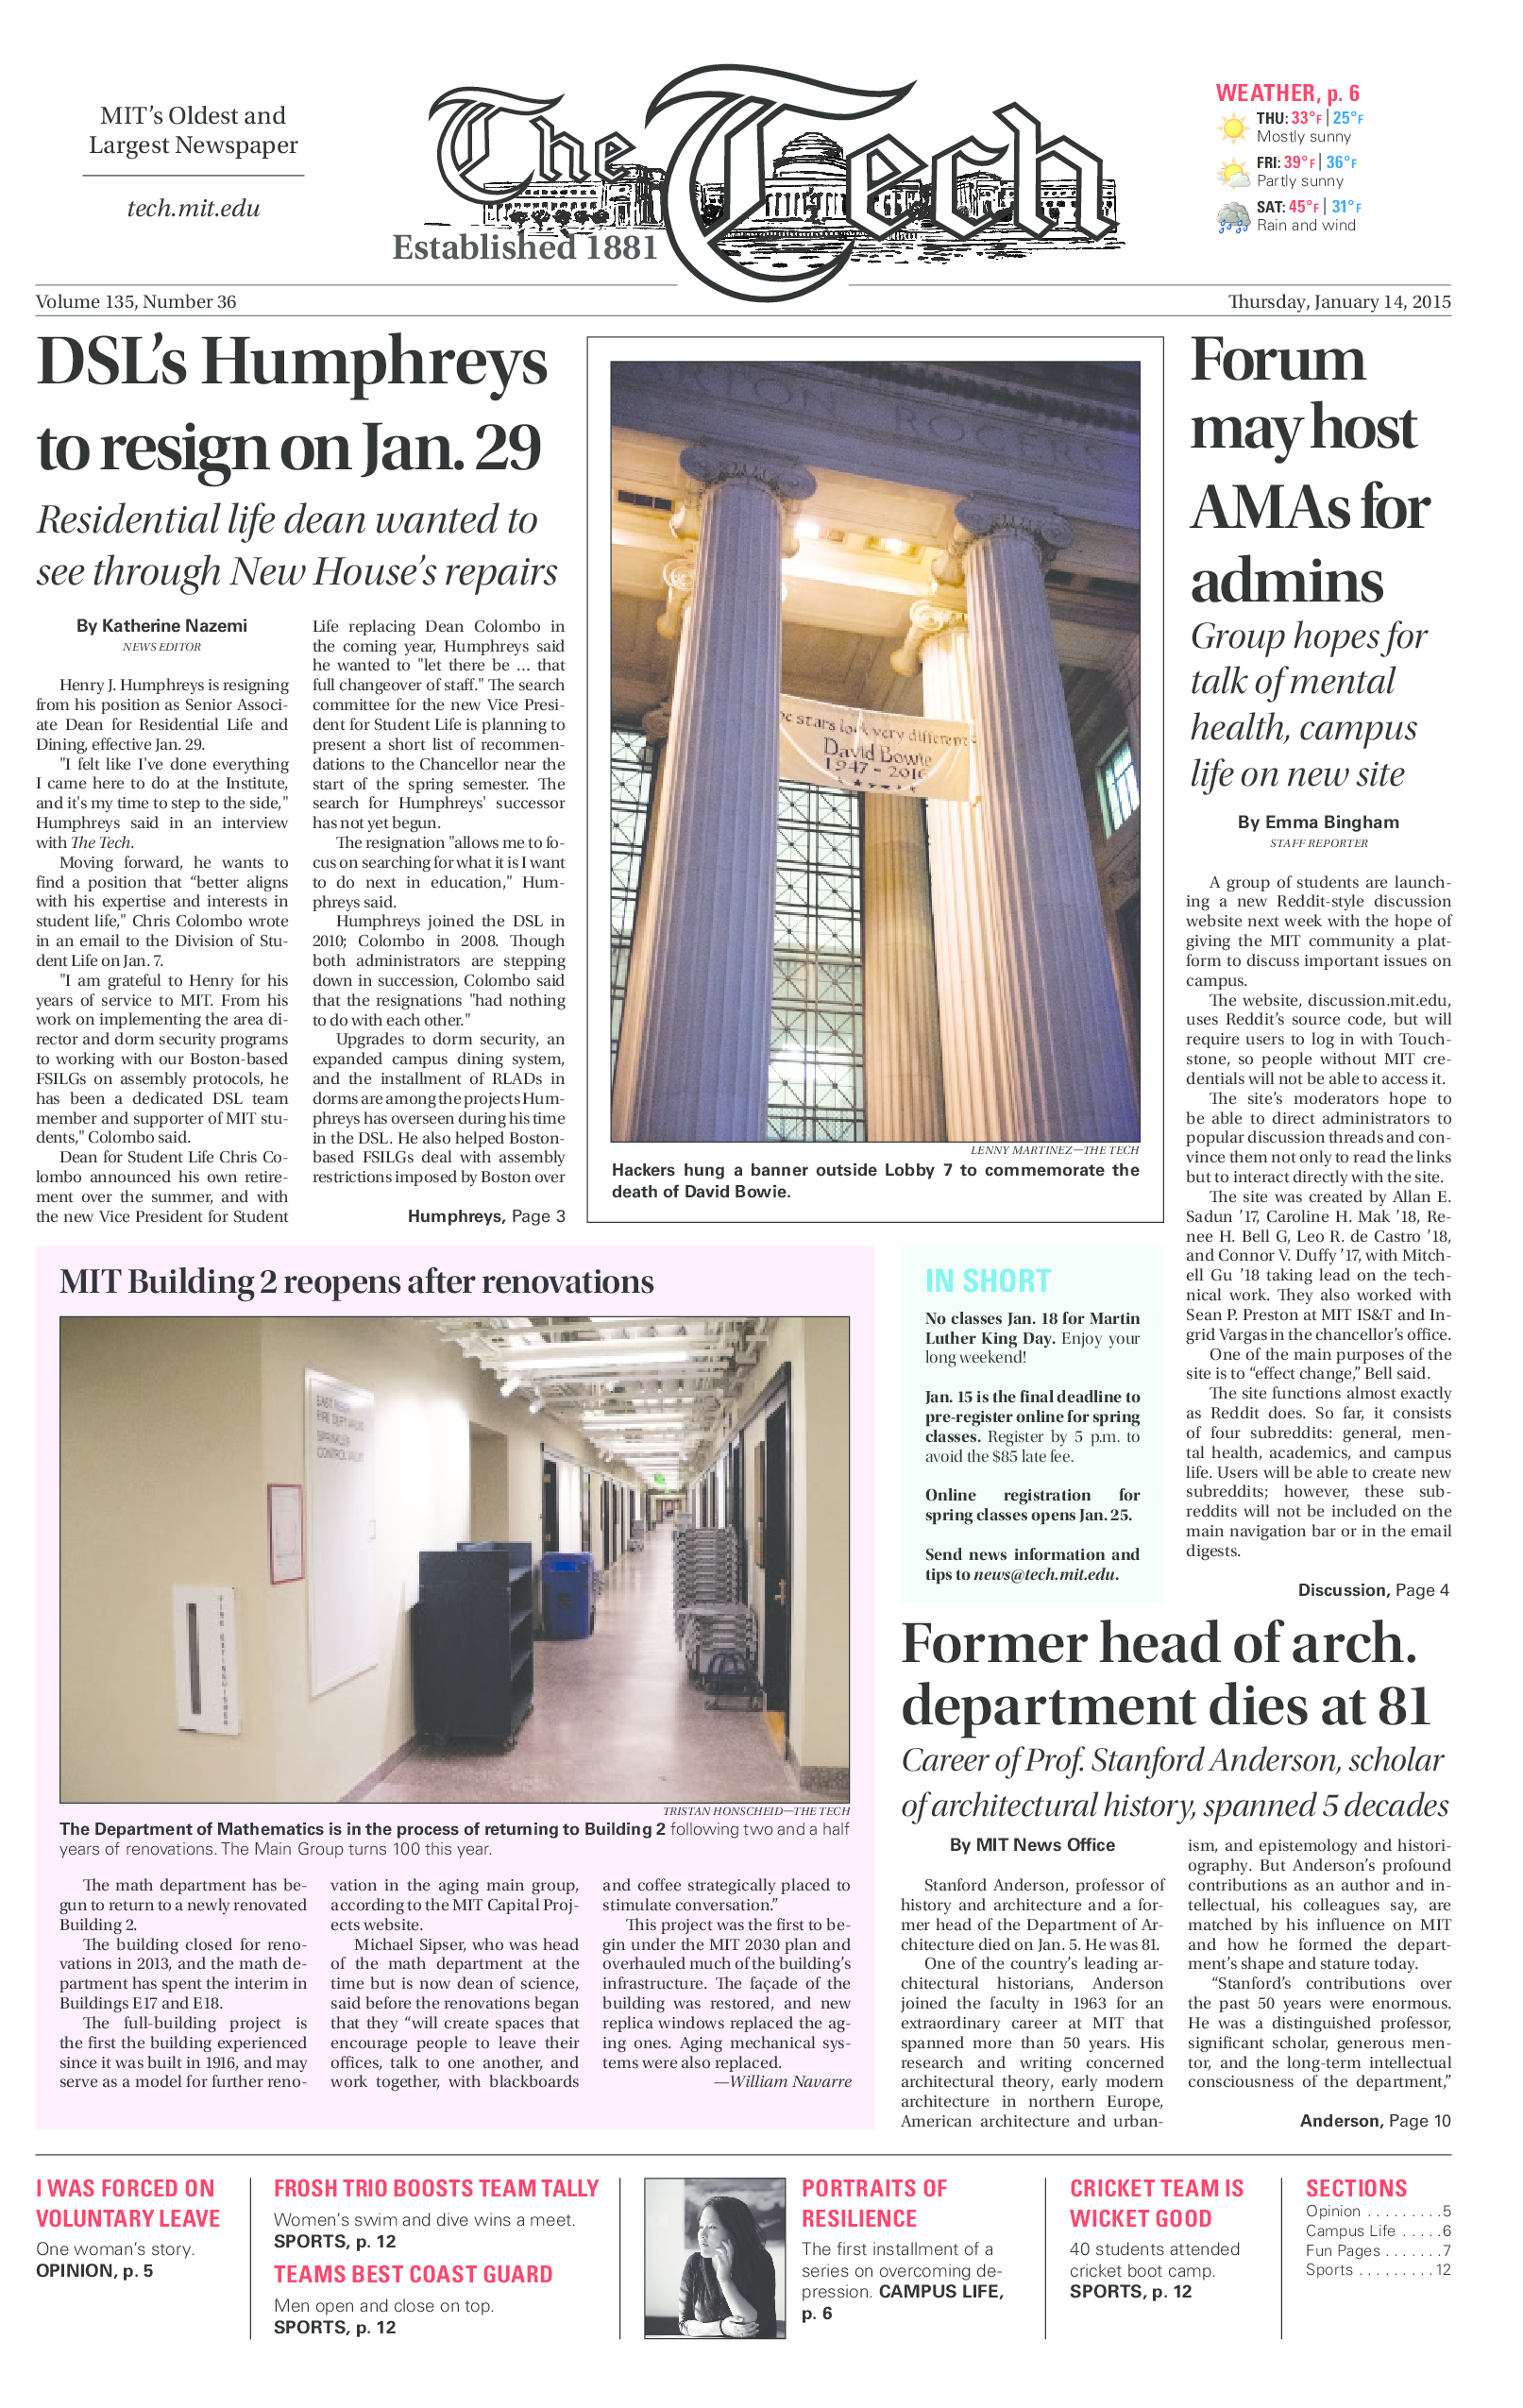 MIT's Oldest and
Largest Newspaper
tech.mit.edu
The Tech
Established 1881
WEATHER, p. 6
THU: 33°F | 25°F
Mostly sunny
FRI: 39°F | 36°F
Partly sunny
SAT: 45°F | 31°F
Rain and wind
Volume 135, Number 36
Thursday, January 14, 2015
DSL's Humphreys
to resign on Jan. 29
Residential life dean wanted to
see through New House's repairs
By Katherine Nazemi
NEWS EDITOR
Henry J. Humphreys is resigning
from his position as Senior Associ-
ate Dean for Residential Life and
Dining, effective Jan. 29.
"I felt like I've done everything
I came here to do at the Institute,
and it's my time to step to the side,"
Humphreys said in an interview
with The Tech.
Moving forward, he wants to
find a position that “better aligns
with his expertise and interests in
student life," Chris Colombo wrote
in an email to the Division of Stu-
dent Life on Jan. 7.
"I am grateful to Henry for his
years of service to MIT. From his
work on implementing the area di-
rector and dorm security programs
to working with our Boston-based
FSILGs on assembly protocols, he
has been a dedicated DSL team
member and supporter of MIT stu-
dents," Colombo said.
Dean for Student Life Chris Co-
lombo announced his own retire-
ment over the summer, and with
the new Vice President for Student
Life replacing Dean Colombo in
the coming year, Humphreys said
he wanted to "let there be ... that
full changeover of staff." The search
committee for the new Vice Presi-
dent for Student Life is planning to
present a short list of recommen-
dations to the Chancellor near the
start of the spring semester. The
search for Humphreys' successor
has not yet begun.
The resignation "allows me to fo-
cus on searching for what it is I want
to do next in education," Hum-
phreys said.
Humphreys joined the DSL in
2010; Colombo in 2008. Though
both administrators are stepping
down in succession, Colombo said
that the resignations "had nothing
to do with each other."
Upgrades to dorm security, an
expanded campus dining system,
and the installment of RLADs in
dorms are among the projects Hum-
phreys has overseen during his time
in the DSL. He also helped Boston-
based FSILGs deal with assembly
restrictions imposed by Boston over
Humphreys, Page 3
BARTON ROGERS
The stars look very different
David Bowie
1947 - 2016
LENNY MARTINEZ—THE TECH
Hackers hung a banner outside Lobby 7 to commemorate the
death of David Bowie.
Forum
may host
AMAs for
admins
Group hopes for
talk of mental
health, campus
life on new site
By Emma Bingham
STAFF REPORTER
A group of students are launch-
ing a new Reddit-style discussion
website next week with the hope of
giving the MIT community a plat-
form to discuss important issues on
campus.
The website, discussion.mit.edu,
uses Reddit's source code, but will
require users to log in with Touch-
stone, so people without MIT cre-
dentials will not be able to access it.
The site's moderators hope to
be able to direct administrators to
popular discussion threads and con-
vince them not only to read the links
but to interact directly with the site.
The site was created by Allan E.
Sadun ’17, Caroline H. Mak ’18, Re-
nee H. Bell G, Leo R. de Castro ’18,
and Connor V. Duffy ’17, with Mitch-
ell Gu ’18 taking lead on the tech-
nical work. They also worked with
Sean P. Preston at MIT IS&T and In-
grid Vargas in the chancellor's office.
One of the main purposes of the
site is to “effect change,” Bell said.
The site functions almost exactly
as Reddit does. So far, it consists
of four subreddits: general, men-
tal health, academics, and campus
life. Users will be able to create new
subreddits; however, these sub-
reddits will not be included on the
main navigation bar or in the email
digests.
Discussion, Page 4
MIT Building 2 reopens after renovations
EAST RISER
FIRE DEPT VALVE
SPRINKLER
CONTROL VALVE
FIRE EXTINGUISHER
TRISTAN HONSCHEID—THE TECH
The Department of Mathematics is in the process of returning to Building 2 following two and a half
years of renovations. The Main Group turns 100 this year.
The math department has be-
gun to return to a newly renovated
Building 2.
The building closed for reno-
vations in 2013, and the math de-
partment has spent the interim in
Buildings E17 and E18.
The full-building project is
the first the building experienced
since it was built in 1916, and may
serve as a model for further reno-
vation in the aging main group,
according to the MIT Capital Proj-
ects website.
Michael Sipser, who was head
of the math department at the
time but is now dean of science,
said before the renovations began
that they “will create spaces that
encourage people to leave their
offices, talk to one another, and
work together, with blackboards
and coffee strategically placed to
stimulate conversation.”
This project was the first to be-
gin under the MIT 2030 plan and
overhauled much of the building's
infrastructure. The façade of the
building was restored, and new
replica windows replaced the ag-
ing ones. Aging mechanical sys-
tems were also replaced.
—William Navarre
IN SHORT
No classes Jan. 18 for Martin
Luther King Day. Enjoy your
long weekend!
Jan. 15 is the final deadline to
pre-register online for spring
classes. Register by 5 p.m. to
avoid the $85 late fee.
Online registration for
spring classes opens Jan. 25.
Send news information and
tips to news@tech.mit.edu.
Former head of arch.
department dies at 81
Career of Prof. Stanford Anderson, scholar
of architectural history, spanned 5 decades
By MIT News Office
Stanford Anderson, professor of
history and architecture and a for-
mer head of the Department of Ar-
chitecture died on Jan. 5. He was 81.
One of the country's leading ar-
chitectural historians, Anderson
joined the faculty in 1963 for an
extraordinary career at MIT that
spanned more than 50 years. His
research and writing concerned
architectural theory, early modern
architecture in northern Europe,
American architecture and urban-
ism, and epistemology and histori-
ography. But Anderson's profound
contributions as an author and in-
tellectual, his colleagues say, are
matched by his influence on MIT
and how he formed the depart-
ment's shape and stature today.
“Stanford's contributions over
the past 50 years were enormous.
He was a distinguished professor,
significant scholar, generous men-
tor, and the long-term intellectual
consciousness of the department,”
Anderson, Page 10
I WAS FORCED ON
VOLUNTARY LEAVE
One woman's story.
OPINION, p. 5
FROSH TRIO BOOSTS TEAM TALLY
Women's swim and dive wins a meet.
SPORTS, p. 12
TEAMS BEST COAST GUARD
Men open and close on top.
SPORTS, p. 12
PORTRAITS OF
RESILIENCE
The first installment of a
series on overcoming de-
pression. CAMPUS LIFE,
p. 6
CRICKET TEAM IS
WICKET GOOD
40 students attended
cricket boot camp.
SPORTS, p. 12
SECTIONS
Opinion . . . . . . . . . 5
Campus Life . . . . . 6
Fun Pages . . . . . . . 7
Sports . . . . . . . . . 12